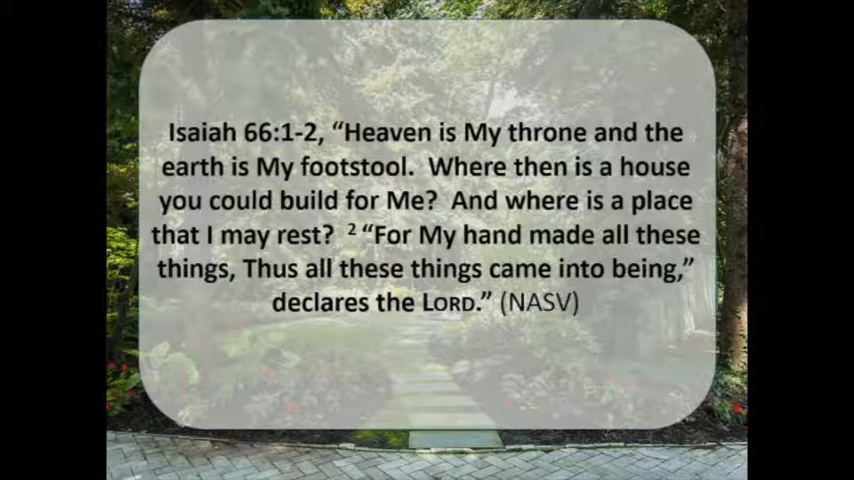 Isaiah 66:1-2, “Heaven is My throne and the
earth is My footstool.  Where then is a house
you could build for Me?  And where is a place
that I may rest?  ² “For My hand made all these
things, Thus all these things came into being,”
declares the LORD.” (NASV)